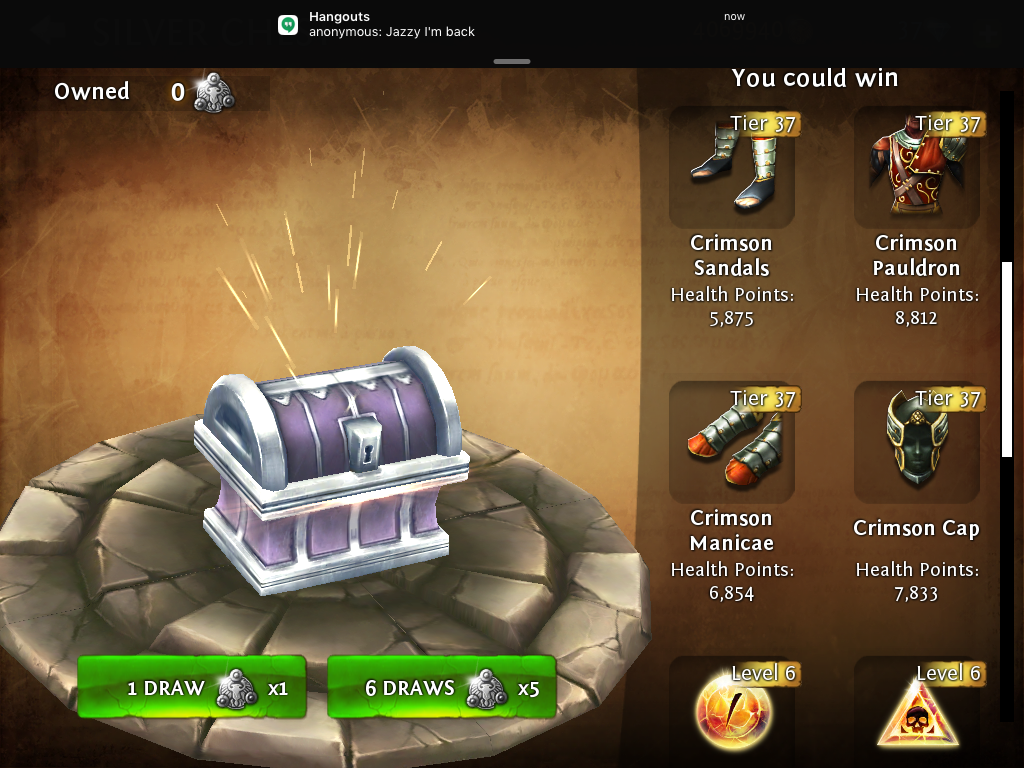 Hangouts
now
anonymous: Jazzy I'm back
SILVER
Owned 0
You could win
Tier 37
Tier 37
Crimson
Sandals
Health Points:
5,875
Crimson
Pauldron
Health Points:
8,812
Tier 37
Tier 37
Crimson
Manicae
Health Points:
6,854
Crimson Cap
Health Points:
7,833
Level 6
Level 6
1 DRAW x1
6 DRAWS x5